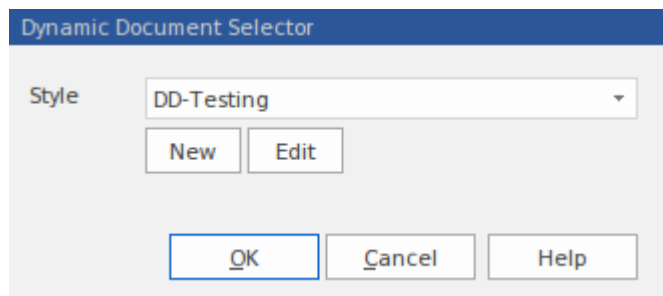 Dynamic Document Selector
Style DD-Testing
New Edit
OK Cancel Help